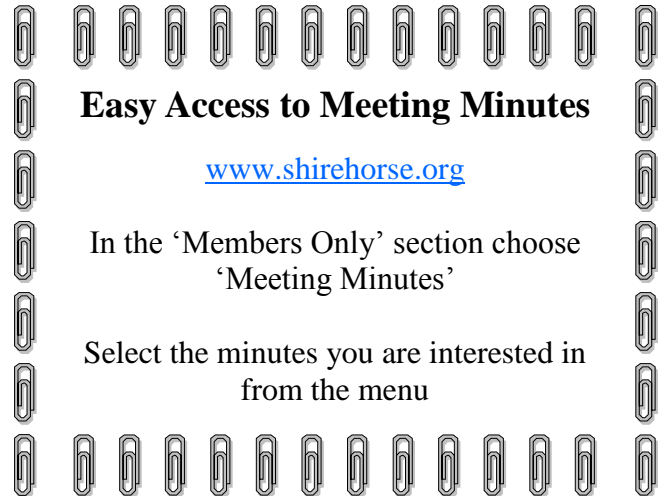 Easy Access to Meeting Minutes
www.shirehorse.org
In the ‘Members Only’ section choose
‘Meeting Minutes’
Select the minutes you are interested in
from the menu